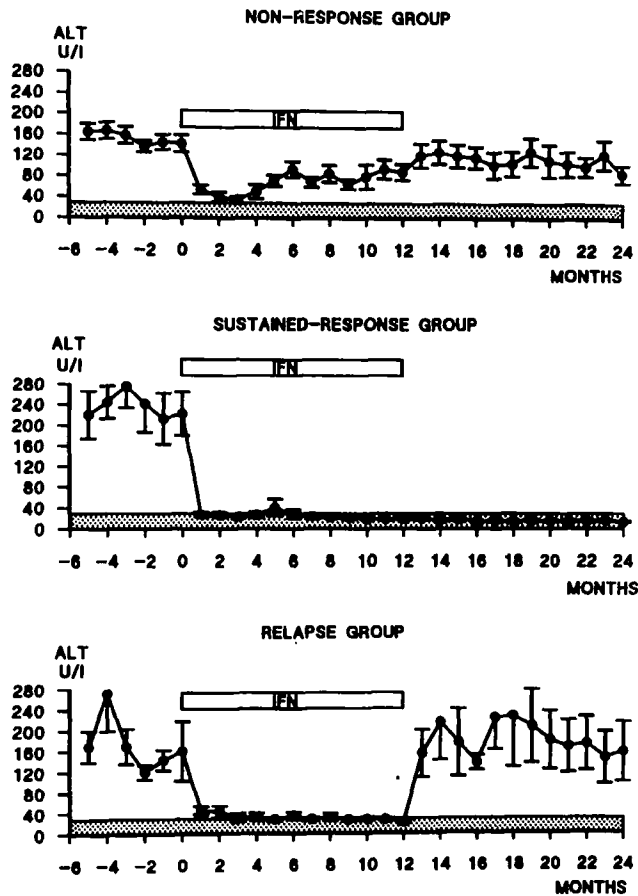 NON-RESPONSE GROUP
ALT
U/I
280
240
200
160
120
80
40
0
IFN
-6 -4 -2 0 2 4 6 8 10 12 14 16 18 20 22 24
MONTHS
SUSTAINED-RESPONSE GROUP
ALT
U/I
280
240
200
160
120
80
40
0
IFN
-6 -4 -2 0 2 4 6 8 10 12 14 16 18 20 22 24
MONTHS
RELAPSE GROUP
ALT
U/I
280
240
200
160
120
80
40
0
IFN
-6 -4 -2 0 2 4 6 8 10 12 14 16 18 20 22 24
MONTHS